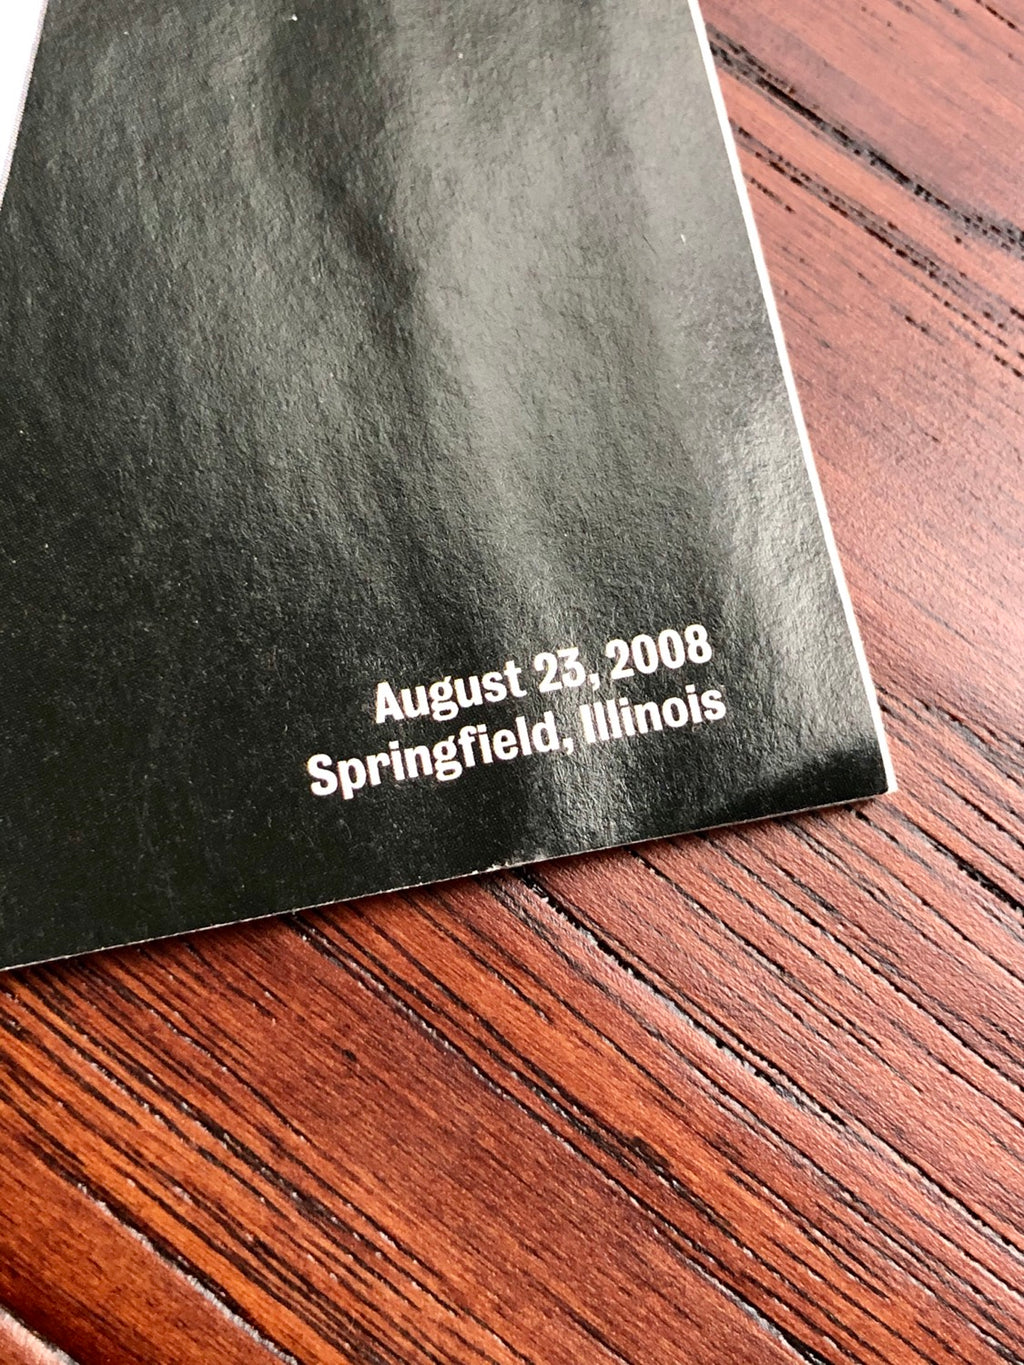 August 23, 2008
Springfield, Illinois